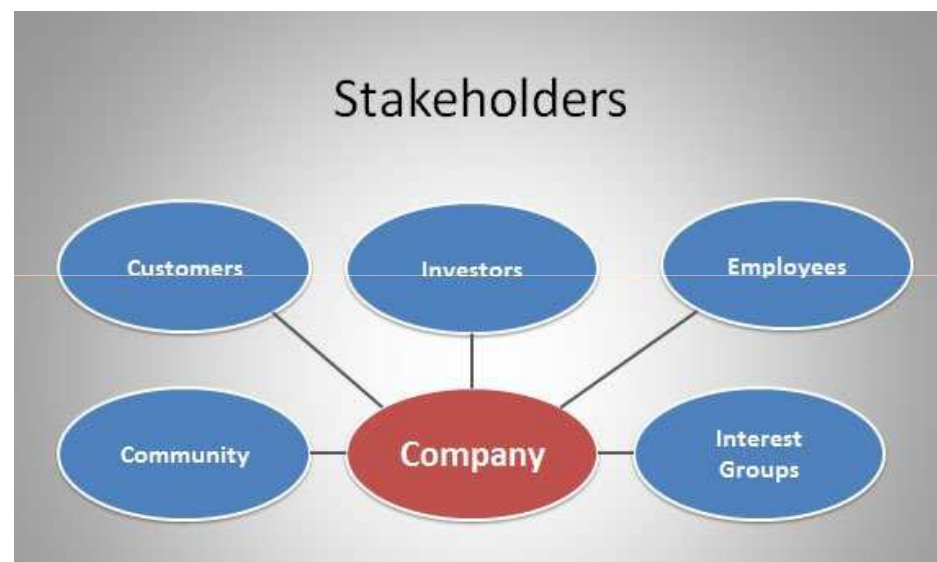 Stakeholders
Customers
Investors
Employees
Community
Company
Interest
Groups